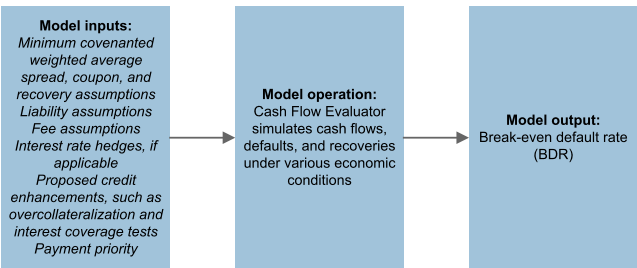 Model inputs:
Minimum covenanted
weighted average
spread, coupon, and
recovery assumptions
Liability assumptions
Fee assumptions
Interest rate hedges, if
applicable
Proposed credit
enhancements, such as
overcollateralization and
interest coverage tests
Payment priority
Model operation:
Cash Flow Evaluator
simulates cash flows,
defaults, and recoveries
under various economic
conditions
Model output:
Break-even default rate
(BDR)